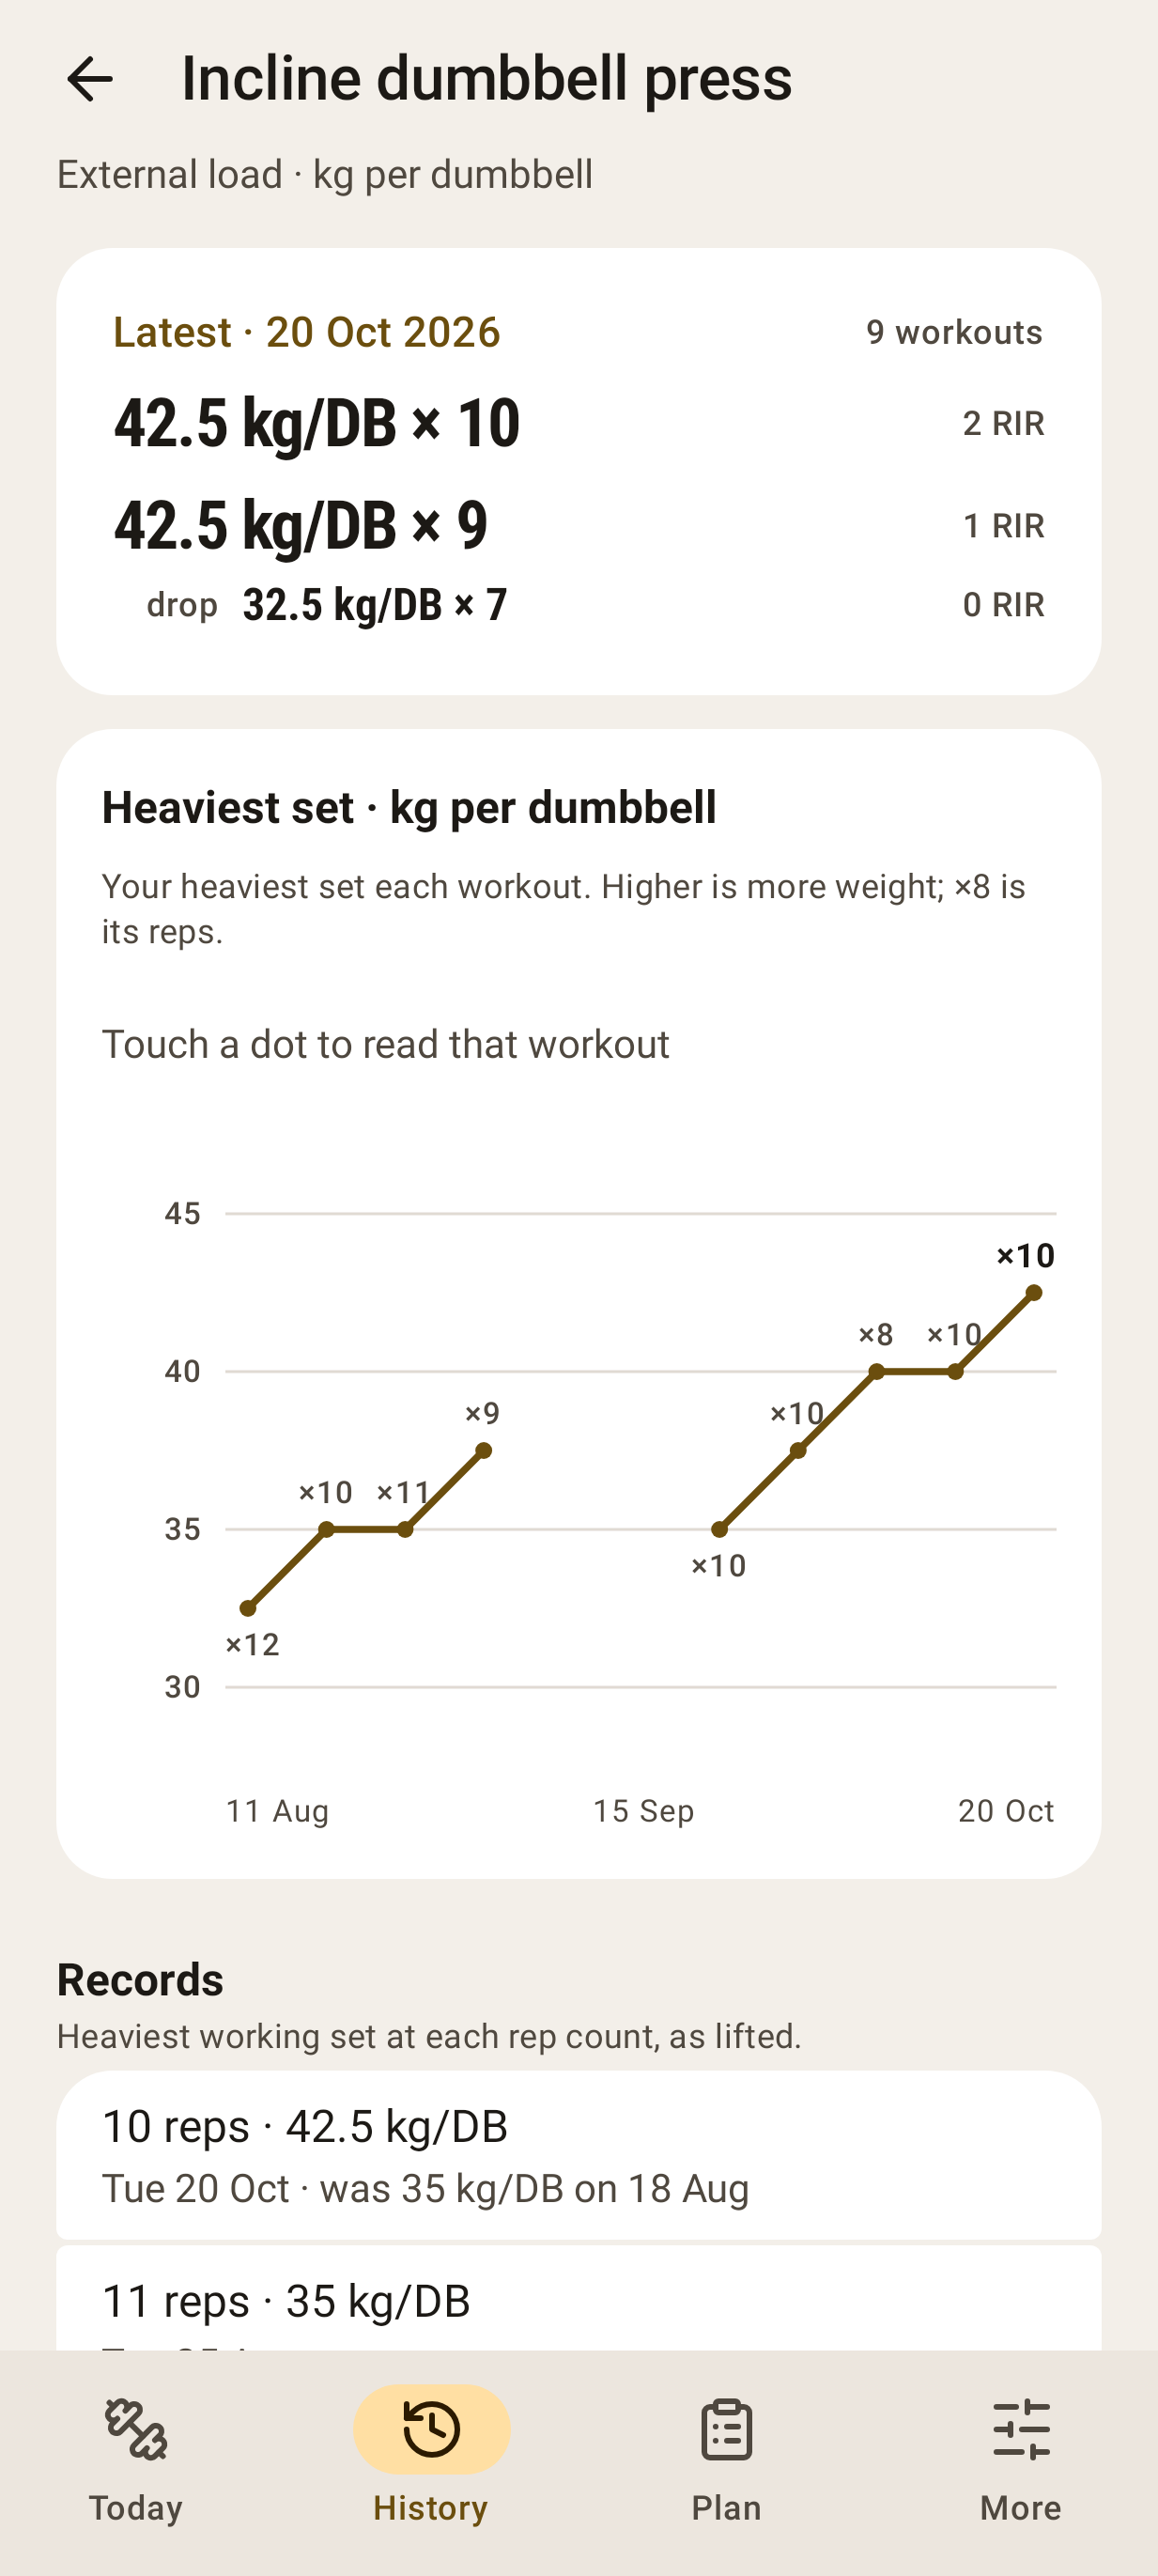 Incline dumbbell press
External load · kg per dumbbell
Latest · 20 Oct 2026
9 workouts
42.5 kg/DB × 10
2 RIR
42.5 kg/DB × 9
1 RIR
drop 32.5 kg/DB × 7
0 RIR
Heaviest set · kg per dumbbell
Your heaviest set each workout. Higher is more weight; ×8 is
its reps.
Touch a dot to read that workout
45
×10
×8 ×10
40
×9
×10
×10 ×11
35
×10
×12
30
11 Aug
15 Sep
20 Oct
Records
Heaviest working set at each rep count, as lifted.
10 reps · 42.5 kg/DB
Tue 20 Oct · was 35 kg/DB on 18 Aug
11 reps · 35 kg/DB
Today
History
Plan
More